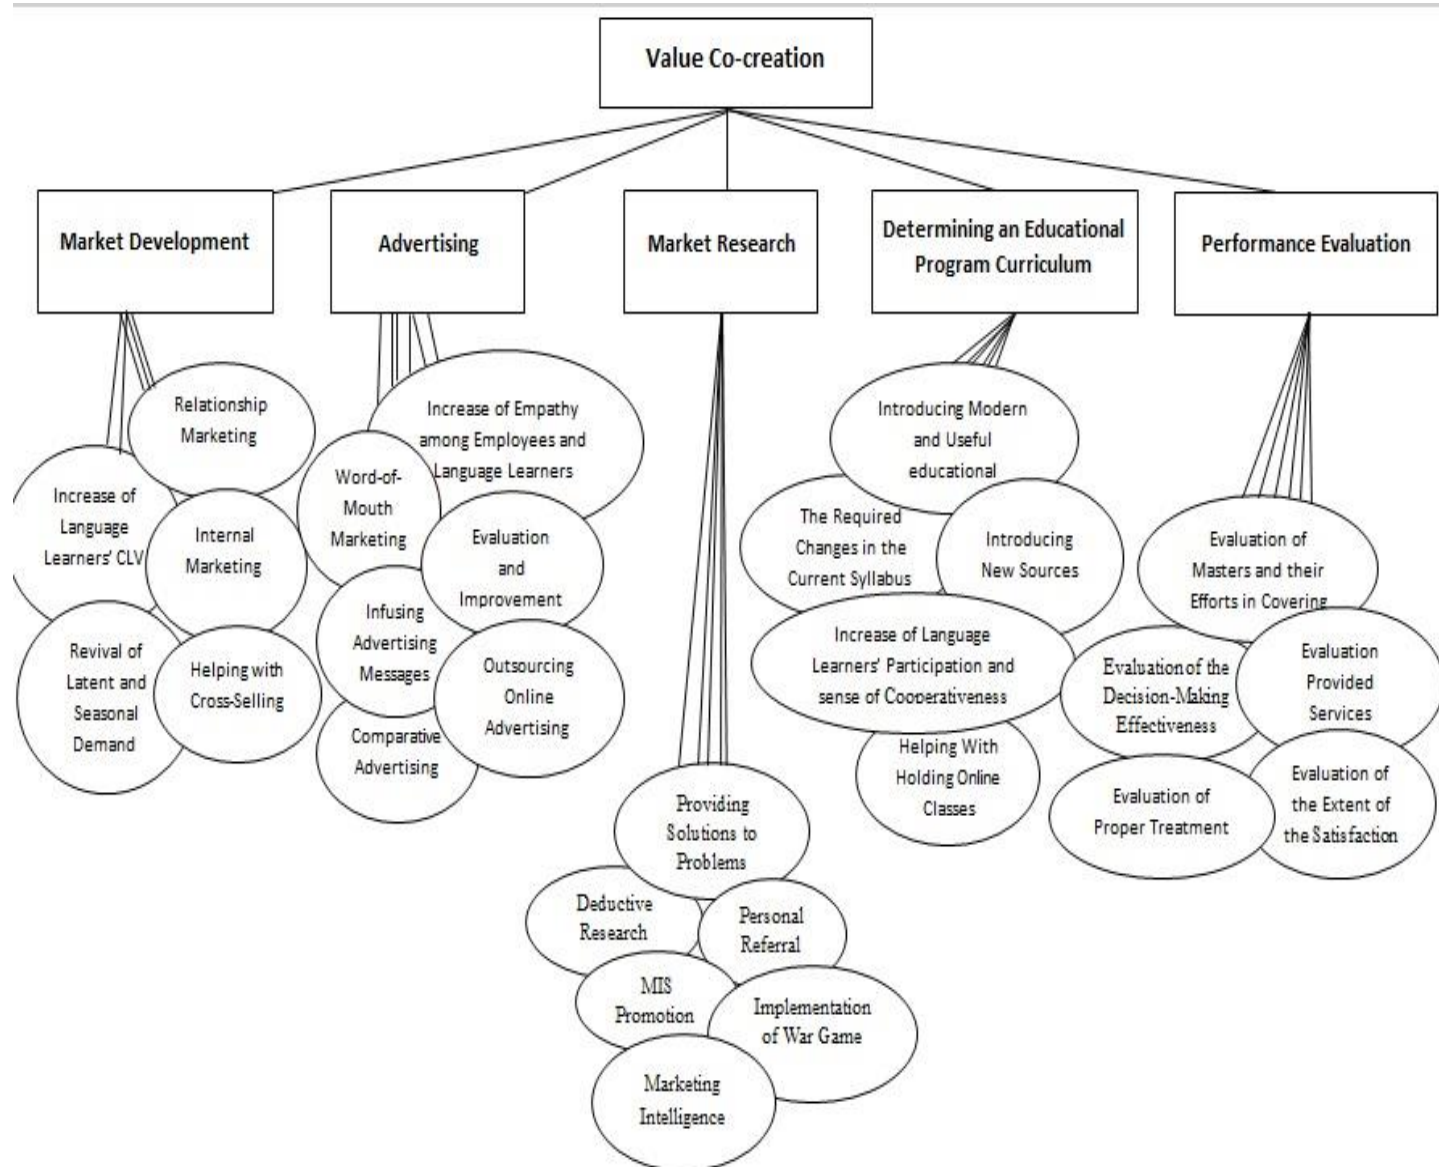 Value Co-creation
Market Development
Advertising
Market Research
Determining an Educational
Program Curriculum
Performance Evaluation
Relationship
Marketing
Increase of
Language
Learners' CLV
Internal
Marketing
Revival of
Latent and
Seasonal
Demand
Helping with
Cross-Selling
Increase of Empathy
among Employees and
Language Learners
Word-of-
Mouth
Marketing
Evaluation
and
Improvement
Infusing
Advertising
Messages
Outsourcing
Online
Advertising
Comparative
Advertising
Providing
Solutions to
Problems
Deductive
Research
Personal
Referral
MIS
Promotion
Implementation
of War Game
Marketing
Intelligence
Introducing Modern
and Useful
educational
The Required
Changes in the
Current Syllabus
Introducing
New Sources
Increase of Language
Learners' Participation and
sense of Cooperativeness
Helping With
Holding Online
Classes
Evaluation of
Masters and their
Efforts in Covering
Evaluation of the
Decision-Making
Effectiveness
Evaluation
Provided
Services
Evaluation of
Proper Treatment
Evaluation of
the Extent of
the Satisfaction